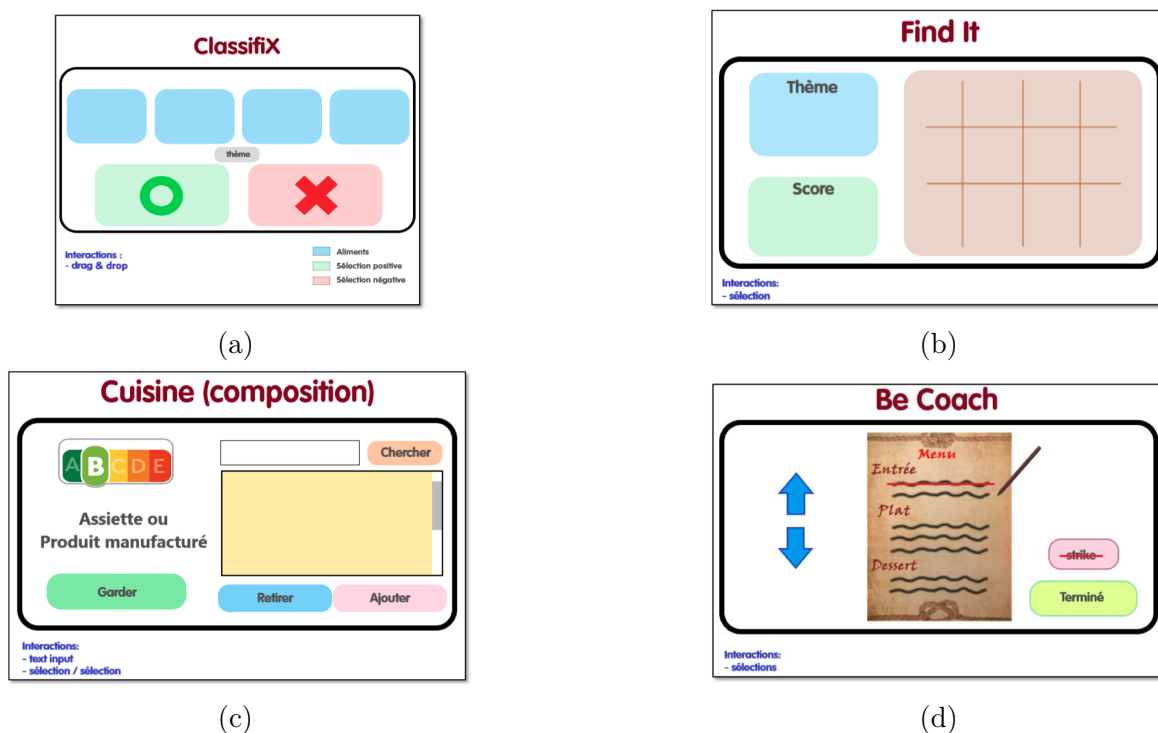 ClassifiX
thème
Interactions :
- drag & drop
Aliments
Sélection positive
Sélection négative
(a)
Find It
Thème
Score
Interactions:
- sélection
(b)
Cuisine (composition)
A B C D E
Chercher
Assiette ou
Produit manufacturé
Garder
Retirer
Ajouter
Interactions:
- text input
- sélection / sélection
(c)
Be Coach
Menu
Entrée
Plat
Dessert
strike
Terminé
Interactions:
- sélections
(d)